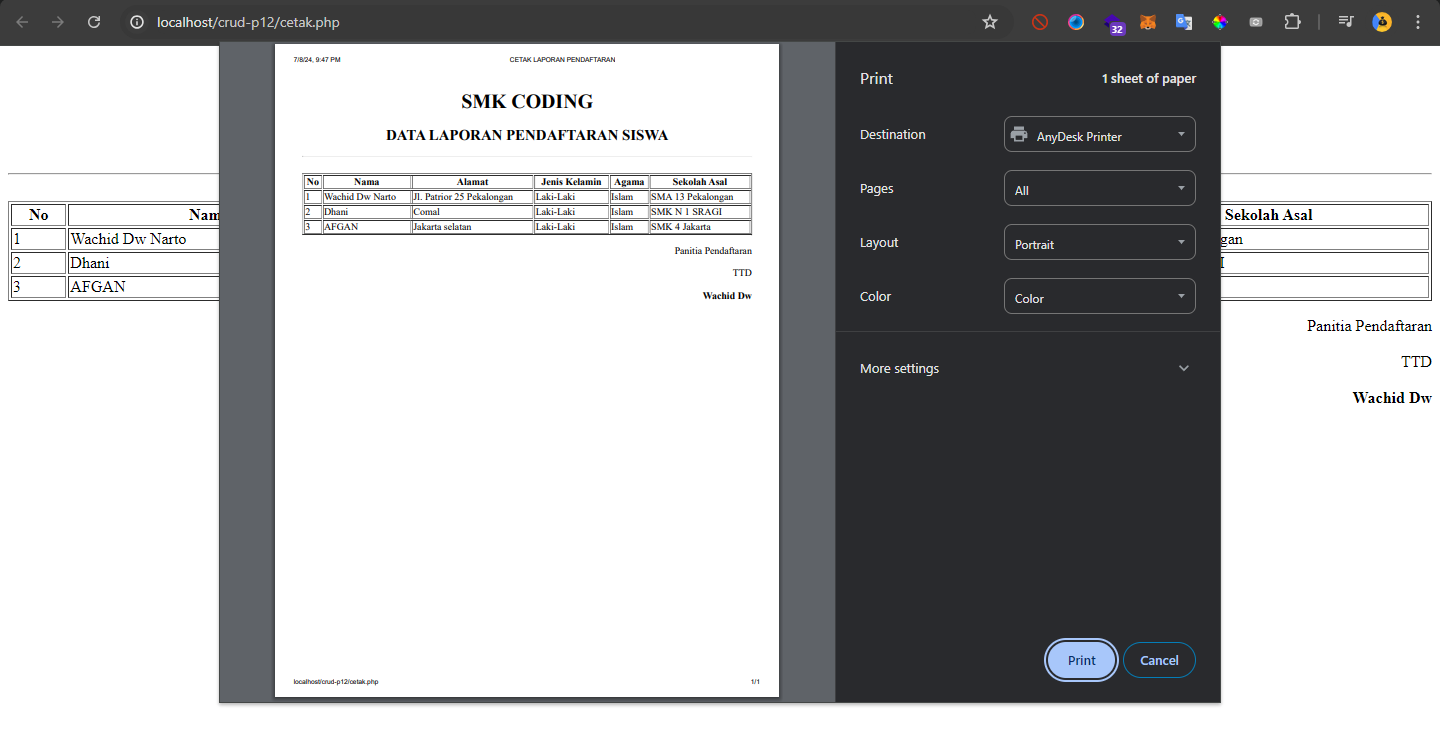 localhost/crud-p12/cetak.php
32
7/8/24, 9:47 PM CETAK LAPORAN PENDAFTARAN
SMK CODING
DATA LAPORAN PENDAFTARAN SISWA
No Nama Alamat Jenis Kelamin Agama Sekolah Asal
1 Wachid Dw Narto Jl. Patrior 25 Pekalongan Laki-Laki Islam SMA 13 Pekalongan
2 Dhani Comal Laki-Laki Islam SMK N 1 SRAGI
3 AFGAN Jakarta selatan Laki-Laki Islam SMK 4 Jakarta
Panitia Pendaftaran
TTD
Wachid Dw
localhost/crud-p12/cetak.php 1/1
Print 1 sheet of paper
Destination AnyDesk Printer
Pages All
Layout Portrait
Color Color
More settings
Print Cancel
No Nam Sekolah Asal
1 Wachid Dw Narto gan
2 Dhani I
3 AFGAN
Panitia Pendaftaran
TTD
Wachid Dw